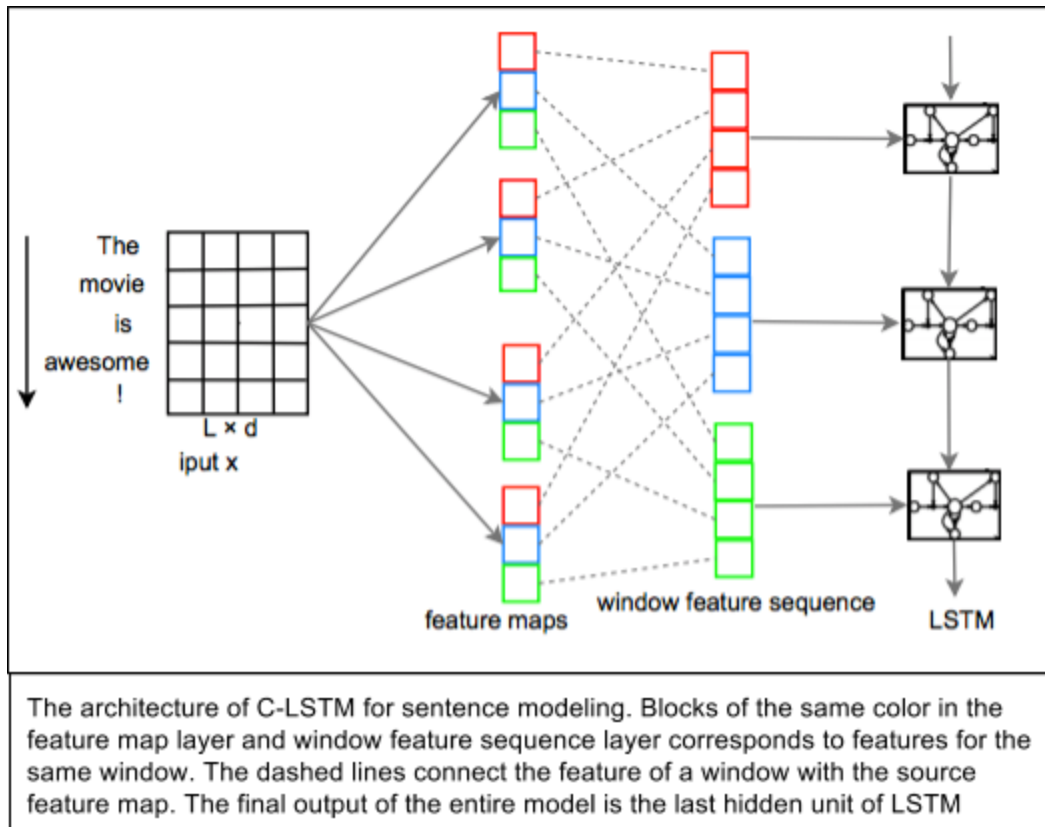 The
movie
is
awesome
!
L × d
iput x
feature maps
window feature sequence
LSTM
The architecture of C-LSTM for sentence modeling. Blocks of the same color in the
feature map layer and window feature sequence layer corresponds to features for the
same window. The dashed lines connect the feature of a window with the source
feature map. The final output of the entire model is the last hidden unit of LSTM